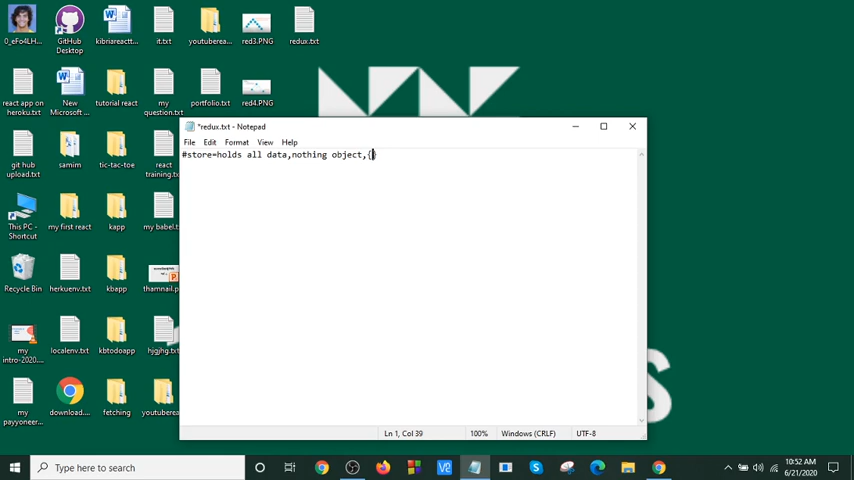 0_eFo4LH...
GitHub
Desktop
kibriareactt...
it.txt
youtuberea...
red3.PNG
redux.txt
react app on
heroku.txt
New
Microsoft ...
tutorial react
my
question.txt
portfolio.txt
red4.PNG
git hub
upload.txt
samim
tic-tac-toe
react
training.txt
This PC -
Shortcut
my first react
kapp
my babel.t
Recycle Bin
herkuenv.txt
kbapp
thamnail.p
my
intro-2020....
localenv.txt
kbtodoapp
hjgjhg.txt
my
payyoneer...
download....
fetching
youtuberea
*redux.txt - Notepad
File Edit Format View Help
#store=holds all data,nothing object,{}
Ln 1, Col 39
100%
Windows (CRLF)
UTF-8
Type here to search
10:52 AM
6/21/2020